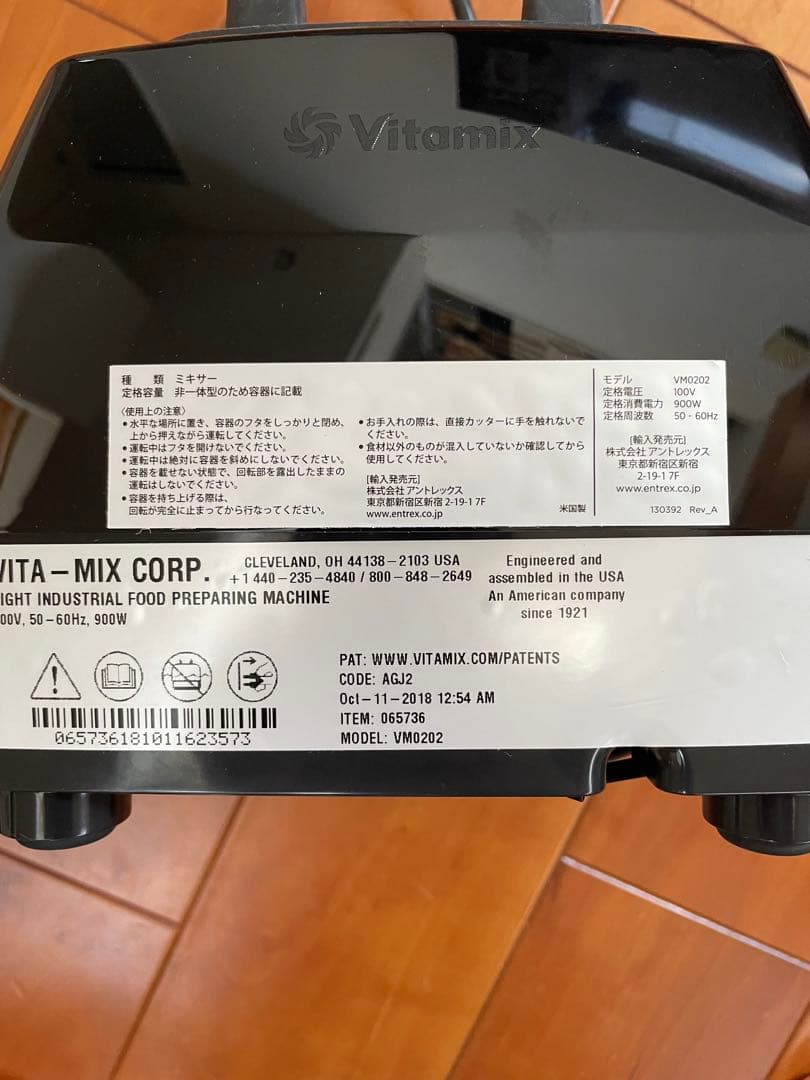 Vitamix
種 類 ミキサー
定格容量 非一体型のため容器に記載
〈使用上の注意〉
•水平な場所に置き、容器のフタをしっかりと閉め、
上から押えながら運転してください。
•運転中はフタを開けないでください。
•運転中は絶対に容器を斜めにしないでください。
•容器を載せない状態で、回転部を露出したままの
運転はしないでください。
•容器を持ち上げる際は、
回転が完全に止まってから行なってください。
•お手入れの際は、直接カッターに手を触れないで
ください。
•食材以外のものが混入していないか確認してから
使用してください。
[輸入発売元]
株式会社 アントレックス
東京都新宿区新宿 2-19-1 7F
www.entrex.co.jp
米国製
モデル VM0202
定格電圧 100V
定格消費電力 900W
定格周波数 50 - 60Hz
[輸入発売元]
株式会社 アントレックス
東京都新宿区新宿
2-19-1 7F
www.entrex.co.jp
130392 Rev_A
VITA-MIX CORP.
CLEVELAND, OH 44138-2103 USA
+1 440-235-4840 / 800-848-2649
IGHT INDUSTRIAL FOOD PREPARING MACHINE
00V, 50-60Hz, 900W
Engineered and
assembled in the USA
An American company
since 1921
PAT: WWW.VITAMIX.COM/PATENTS
CODE: AGJ2
Oct-11-2018 12:54 AM
ITEM: 065736
MODEL: VM0202
065736181011623573